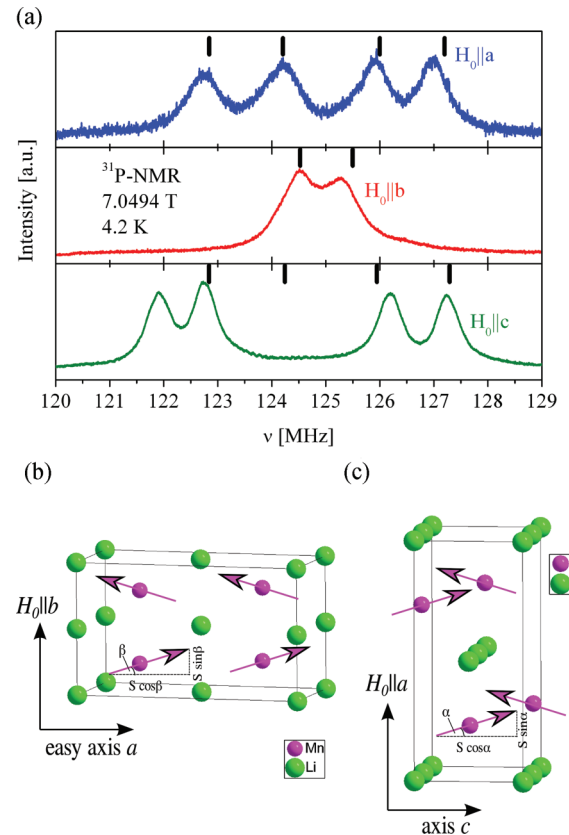 (a)
H₀||a
Intensity [a.u.]
³¹P-NMR
7.0494 T
4.2 K
H₀||b
H₀||c
120 121 122 123 124 125 126 127 128 129
ν [MHz]
(b)
(c)
H₀||b
β
S sinβ
S cosβ
easy axis a
Mn
Li
H₀||a
α
S sinα
S cosα
axis c